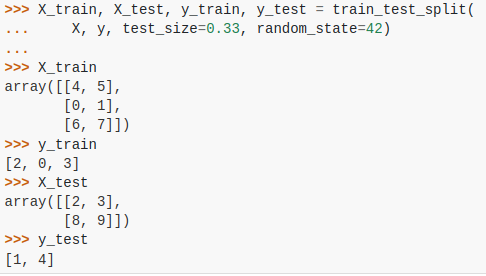 >>> X_train, X_test, y_train, y_test = train_test_split(
...     X, y, test_size=0.33, random_state=42)
...
>>> X_train
array([[4, 5],
       [0, 1],
       [6, 7]])
>>> y_train
[2, 0, 3]
>>> X_test
array([[2, 3],
       [8, 9]])
>>> y_test
[1, 4]